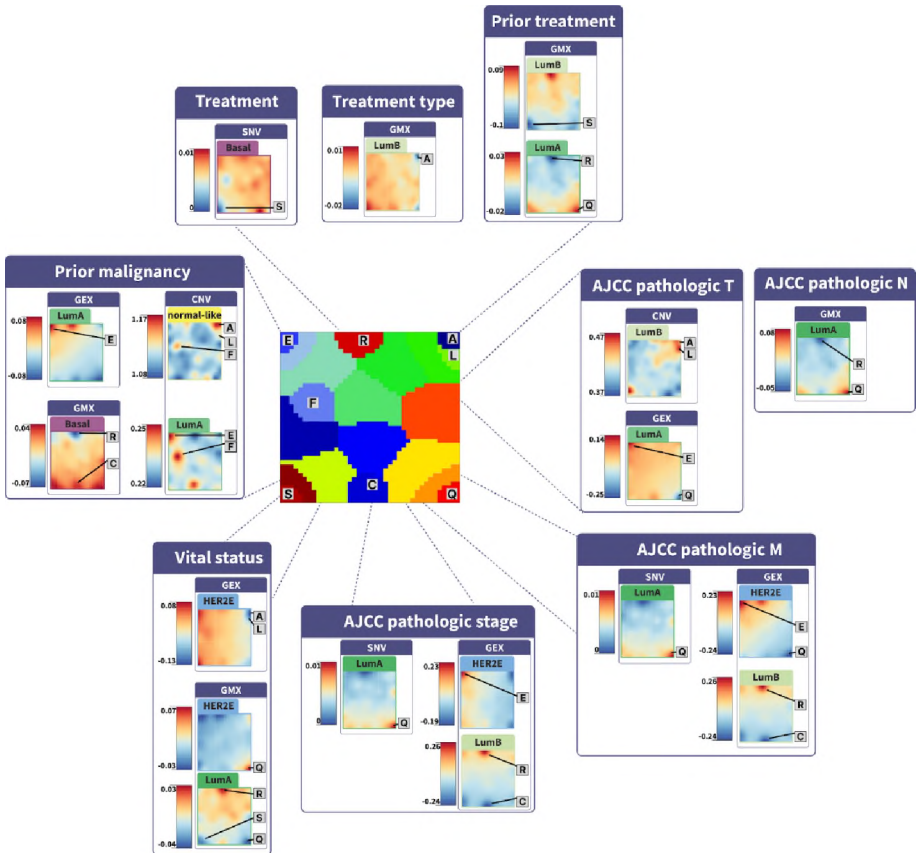 Prior treatment
GMX
LumB
0.09
-0.1
S
LumA
0.03
-0.02
R
Q
Treatment
SNV
Basal
0.01
0
S
Treatment type
GMX
LumB
0.01
-0.02
A
Prior malignancy
GEX
LumA
0.08
-0.08
E
CNV
normal-like
1.17
1.08
A
L
F
GMX
Basal
0.04
-0.07
R
C
LumA
0.25
0.22
E
F
E
R
A
L
F
S
C
Q
AJCC pathologic T
CNV
LumB
0.47
0.37
A
L
GEX
LumA
0.14
-0.25
E
Q
AJCC pathologic N
GMX
LumA
0.08
-0.05
R
Q
Vital status
GEX
HER2E
0.08
-0.13
A
L
GMX
HER2E
0.07
-0.03
Q
LumA
0.03
-0.04
R
S
Q
AJCC pathologic stage
SNV
LumA
0.01
0
Q
GEX
HER2E
0.23
-0.19
E
LumB
0.26
-0.24
R
C
AJCC pathologic M
SNV
LumA
0.01
0
Q
GEX
HER2E
0.23
-0.24
E
Q
LumB
0.26
-0.24
R
C